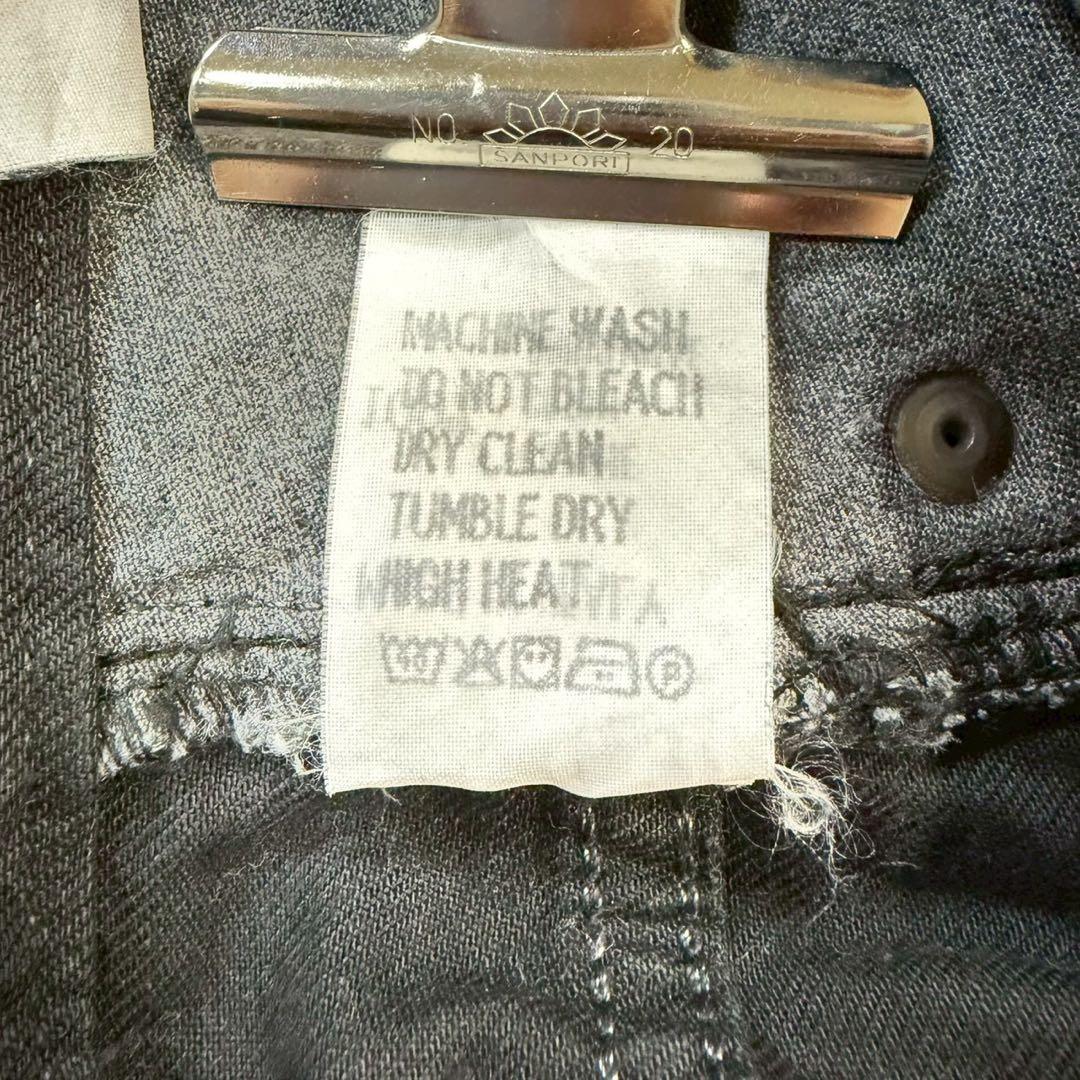 NO 20
SANPORI
MACHINE WASH
DO NOT BLEACH
DRY CLEAN
TUMBLE DRY
HIGH HEAT
P